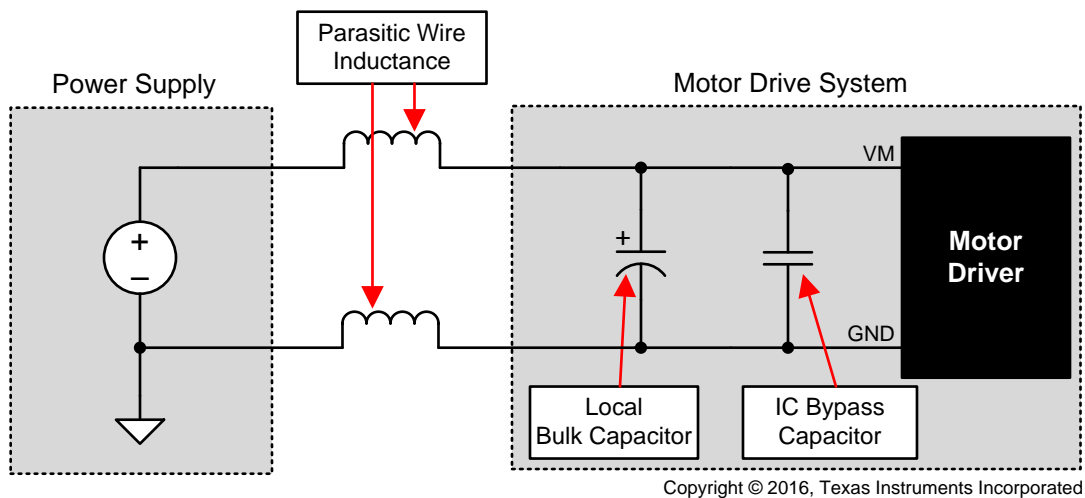 Parasitic Wire
Inductance
Power Supply
Motor Drive System
VM
+
–
+
Motor
Driver
GND
Local
Bulk Capacitor
IC Bypass
Capacitor
Copyright © 2016, Texas Instruments Incorporated